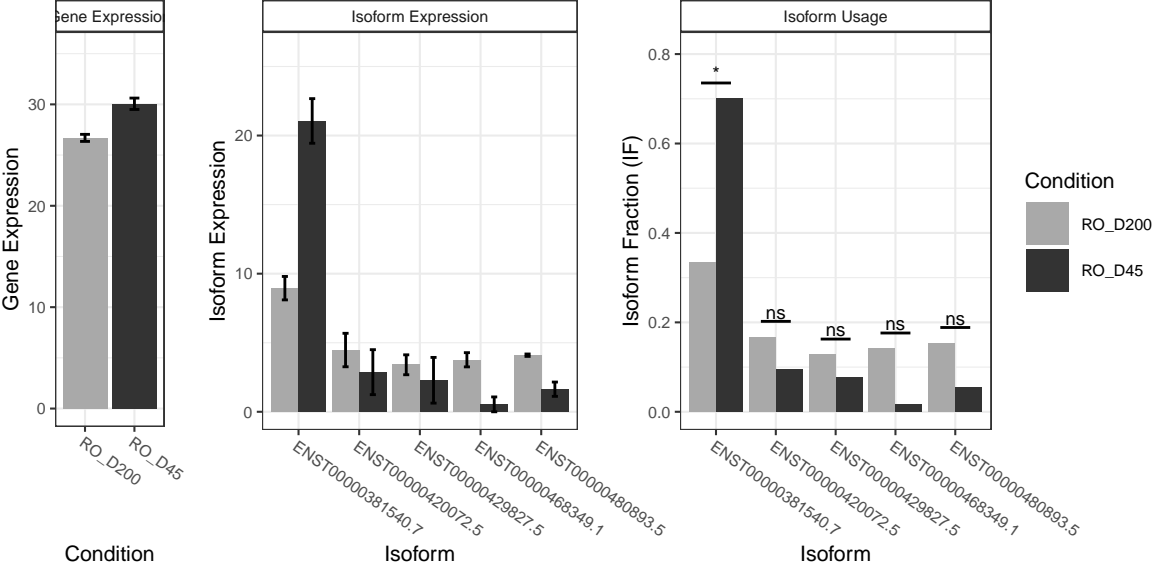 Gene Expression
Isoform Expression
Isoform Usage
Gene Expression
0
10
20
30
RO_D200
RO_D45
Condition
Isoform Expression
0
10
20
ENST00000381540.7
ENST00000420072.5
ENST00000429827.5
ENST00000468349.1
ENST00000480893.5
Isoform
Isoform Fraction (IF)
0.0
0.2
0.4
0.6
0.8
*
ns
ns
ns
ns
ENST00000381540.7
ENST00000420072.5
ENST00000429827.5
ENST00000468349.1
ENST00000480893.5
Isoform
Condition
RO_D200
RO_D45